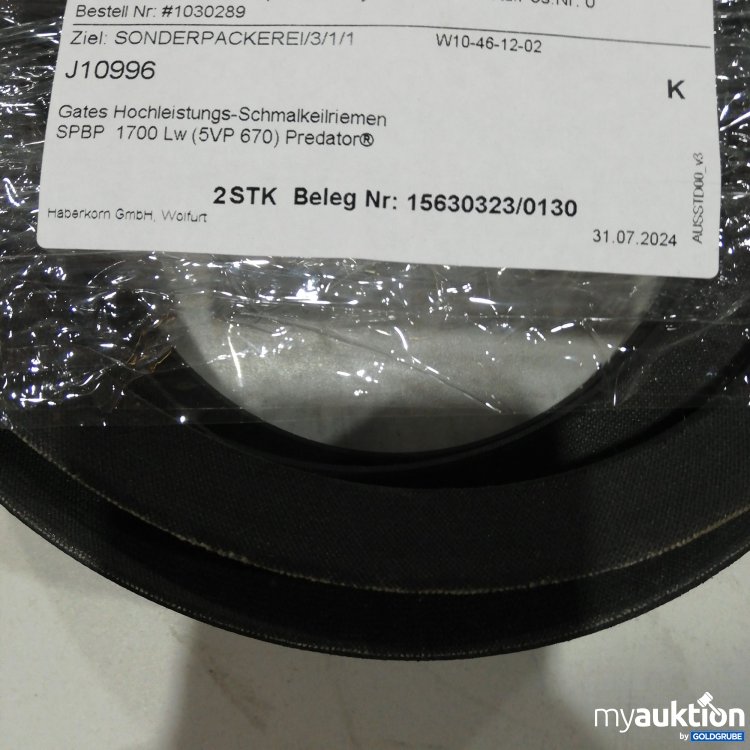 Bestell Nr: #1030289
Ziel: SONDERPACKEREI/3/1/1 W10-46-12-02
J10996
K
Gates Hochleistungs-Schmalkeilriemen
SPBP 1700 Lw (5VP 670) Predator®
2STK Beleg Nr: 15630323/0130
Haberkorn GmbH, Wolfurt
31.07.2024
AUSSTD00_v3
myauktion
by GOLDGRUBE